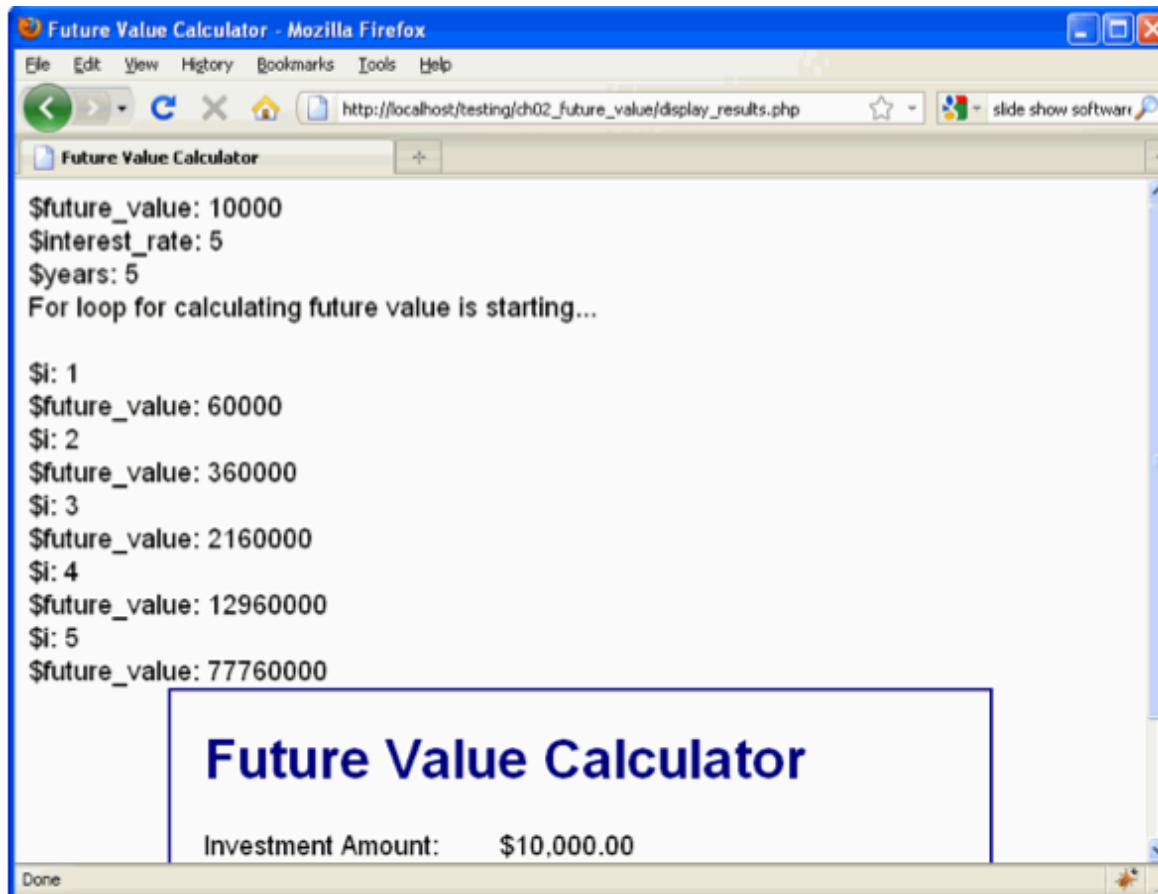 Future Value Calculator - Mozilla Firefox
File Edit View History Bookmarks Tools Help
http://localhost/testing/ch02_future_value/display_results.php
slide show software
Future Value Calculator
$future_value: 10000
$interest_rate: 5
$years: 5
For loop for calculating future value is starting...
$i: 1
$future_value: 60000
$i: 2
$future_value: 360000
$i: 3
$future_value: 2160000
$i: 4
$future_value: 12960000
$i: 5
$future_value: 77760000
Future Value Calculator
Investment Amount: $10,000.00
Done